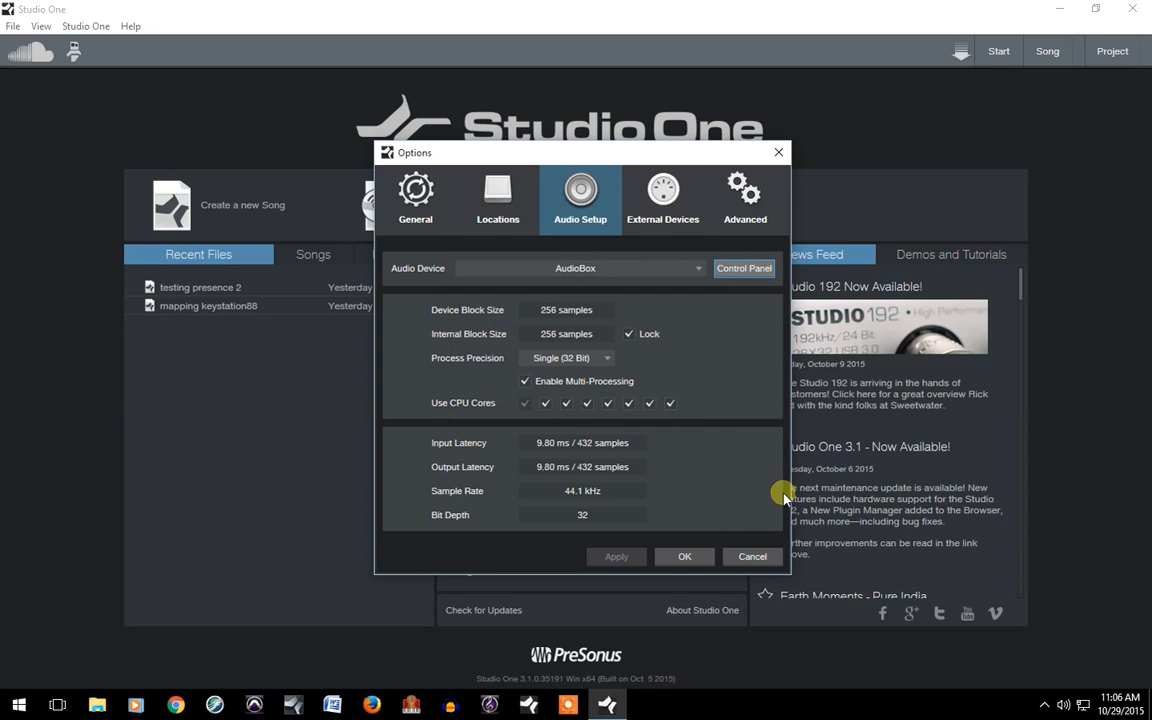 Studio One
File View Studio One Help
Start Song Project
Studio One
Options
General Locations Audio Setup External Devices Advanced
Create a new Song
Recent Files Songs
ews Feed Demos and Tutorials
Audio Device AudioBox Control Panel
testing presence 2 Yesterday
mapping keystation88 Yesterday
udio 192 Now Available!
STUDIO 192
192kHz/24 Bit
day, October 9 2015
e Studio 192 is arriving in the hands of
stomers! Click here for a great overview Rick
d with the kind folks at Sweetwater.
Device Block Size 256 samples
Internal Block Size 256 samples Lock
Process Precision Single (32 Bit)
Enable Multi-Processing
Use CPU Cores
Input Latency 9.80 ms / 432 samples
Output Latency 9.80 ms / 432 samples
Sample Rate 44.1 kHz
Bit Depth 32
udio One 3.1 - Now Available!
esday, October 6 2015
e next maintenance update is available! New
tures include hardware support for the Studio
2, a New Plugin Manager added to the Browser,
d much more—including bug fixes.
rther improvements can be read in the link
ove.
Apply OK Cancel
Earth Moments - Pure India
Check for Updates About Studio One
PreSonus
Studio One 3.1.0.35191 Win x64 (Built on Oct 5 2015)
11:06 AM
10/29/2015